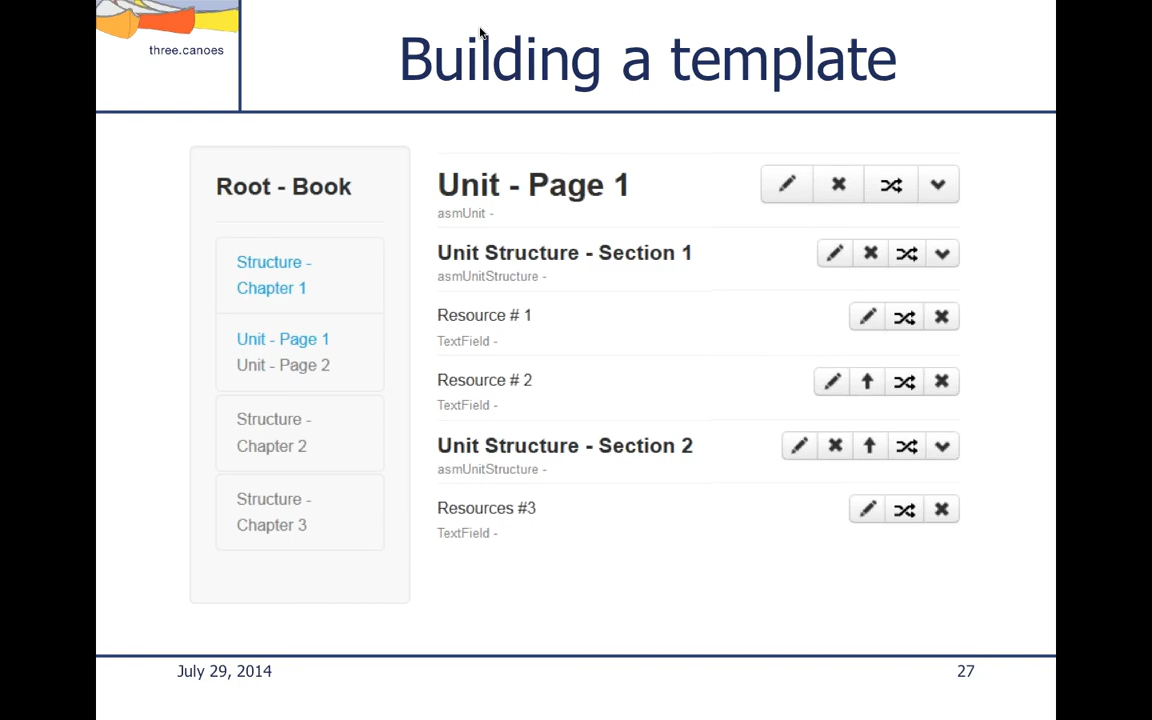 three.canoes
Building a template
Root - Book
Structure -
Chapter 1
Unit - Page 1
Unit - Page 2
Structure -
Chapter 2
Structure -
Chapter 3
Unit - Page 1
asmUnit -
Unit Structure - Section 1
asmUnitStructure -
Resource # 1
TextField -
Resource # 2
TextField -
Unit Structure - Section 2
asmUnitStructure -
Resources #3
TextField -
July 29, 2014
27